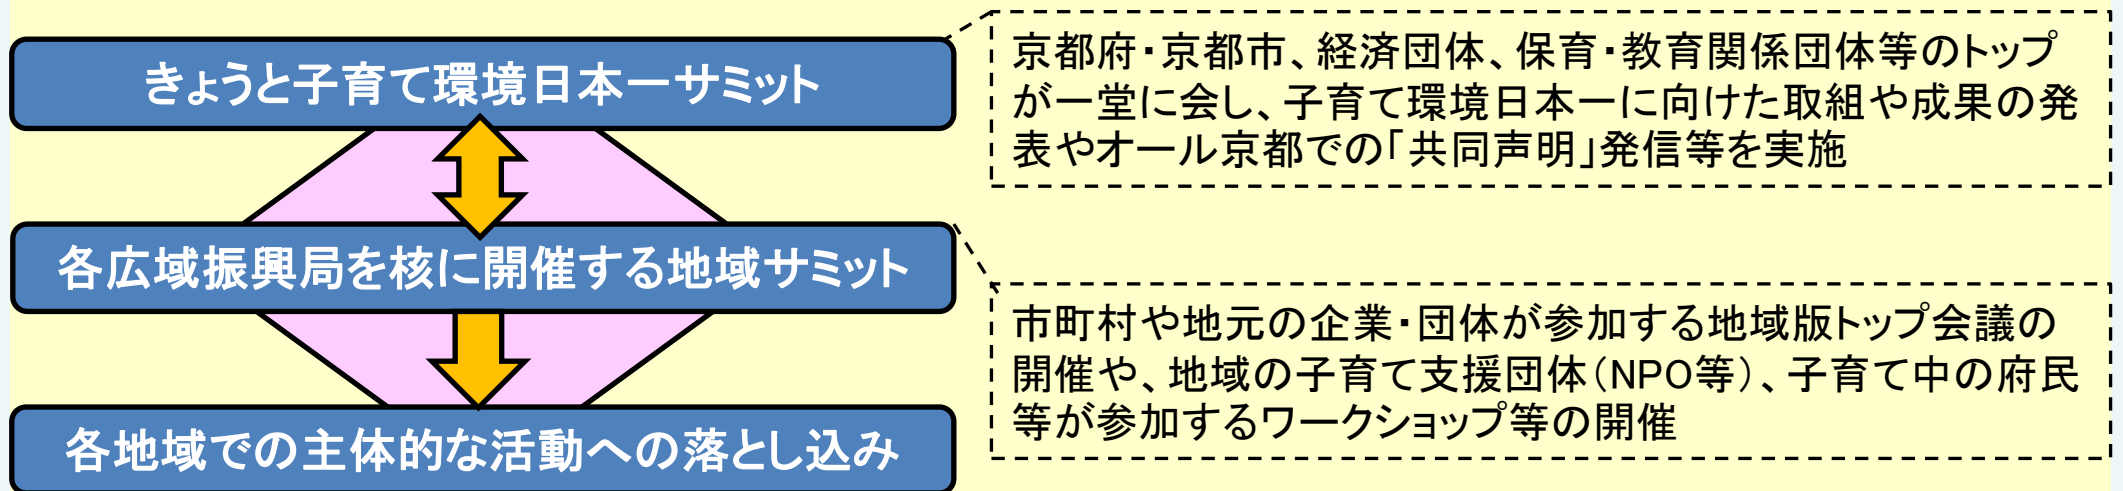 きょうと子育て環境日本一サミット
京都府・京都市、経済団体、保育・教育関係団体等のトップ
が一堂に会し、子育て環境日本一に向けた取組や成果の発
表やオール京都での「共同声明」発信等を実施
各広域振興局を核に開催する地域サミット
市町村や地元の企業・団体が参加する地域版トップ会議の
開催や、地域の子育て支援団体（NPO等）、子育て中の府民
等が参加するワークショップ等の開催
各地域での主体的な活動への落とし込み